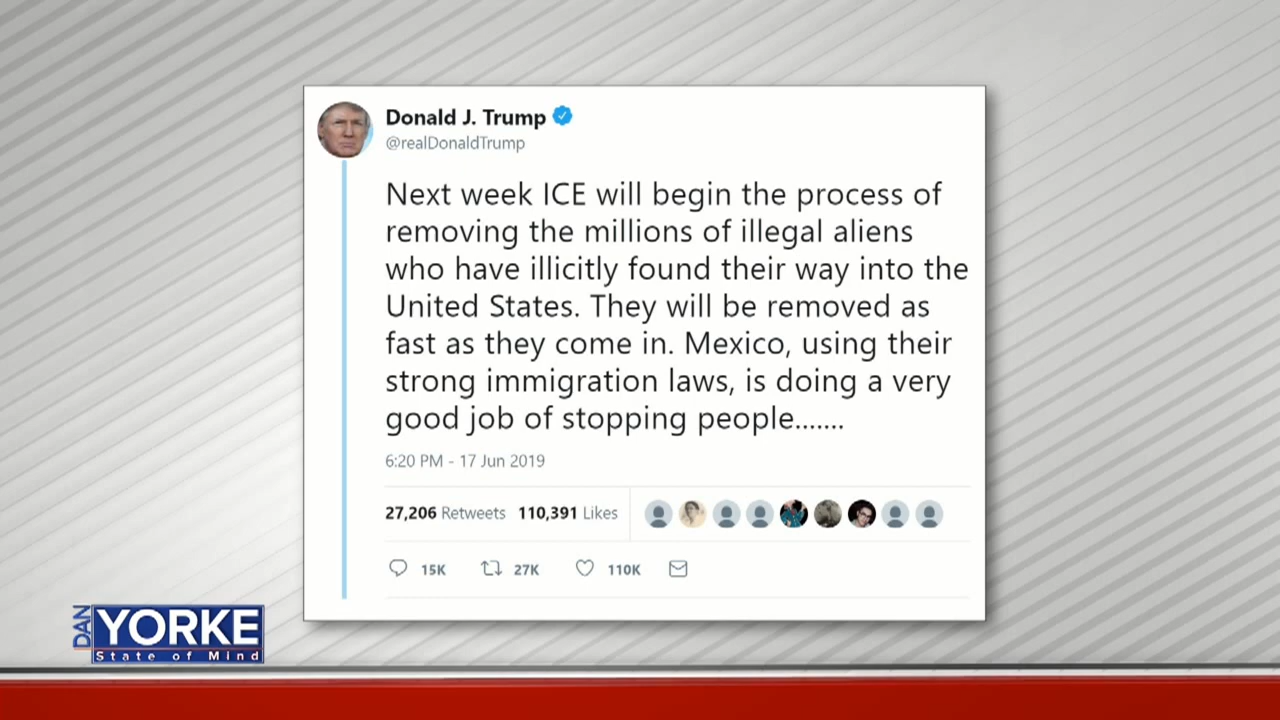 Donald J. Trump
@realDonaldTrump
Next week ICE will begin the process of
removing the millions of illegal aliens
who have illicitly found their way into the
United States. They will be removed as
fast as they come in. Mexico, using their
strong immigration laws, is doing a very
good job of stopping people.......
6:20 PM - 17 Jun 2019
27,206 Retweets 110,391 Likes
15K 27K 110K
DAN
YORKE
State of Mind